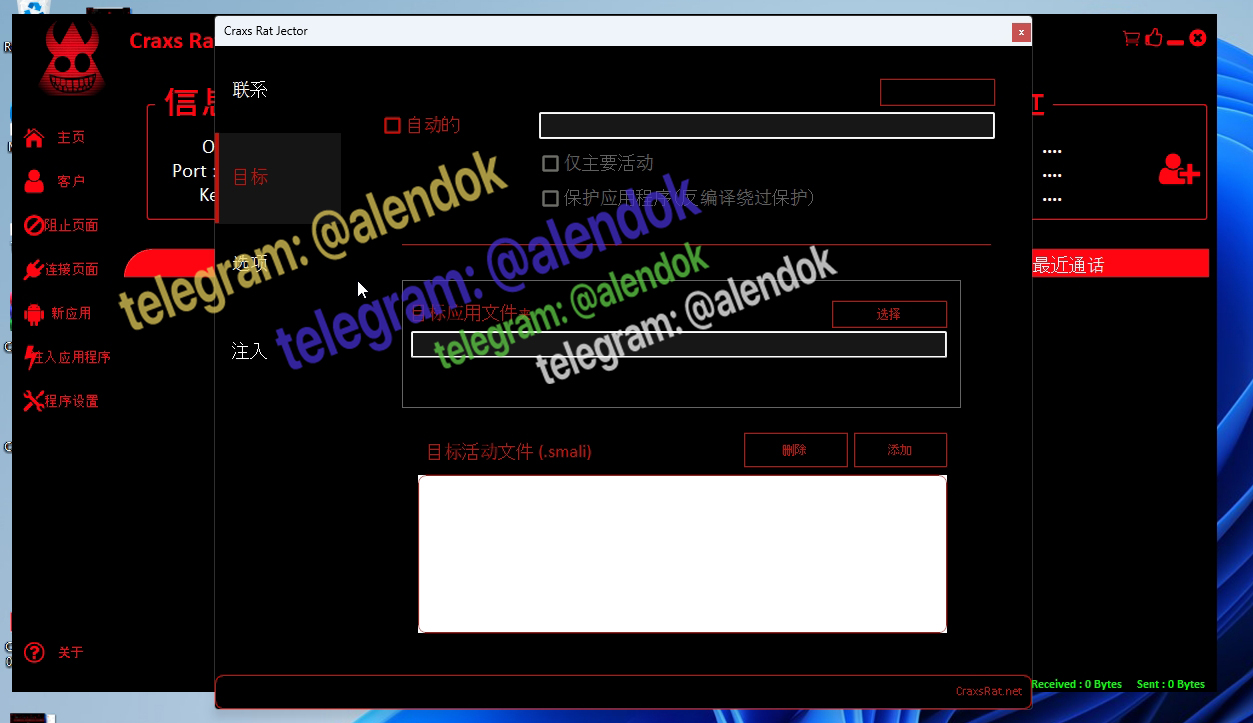 Craxs Rat Jector
x
Craxs Ra
联系
信息
主页
自动的
O
....
客户
Port :
目标
仅主要活动
....
Ke
保护应用程序(反编译绕过保护)
....
阻止页面
连接页面
选项
最近通话
新应用
目标应用文件夹
选择
注入应用程序
注入
程序设置
目标活动文件 (.smali)
删除
添加
关于
CraxsRat.net
Received : 0 Bytes Sent : 0 Bytes
telegram: @alendok
telegram: @alendok
telegram: @alendok
telegram: @alendok